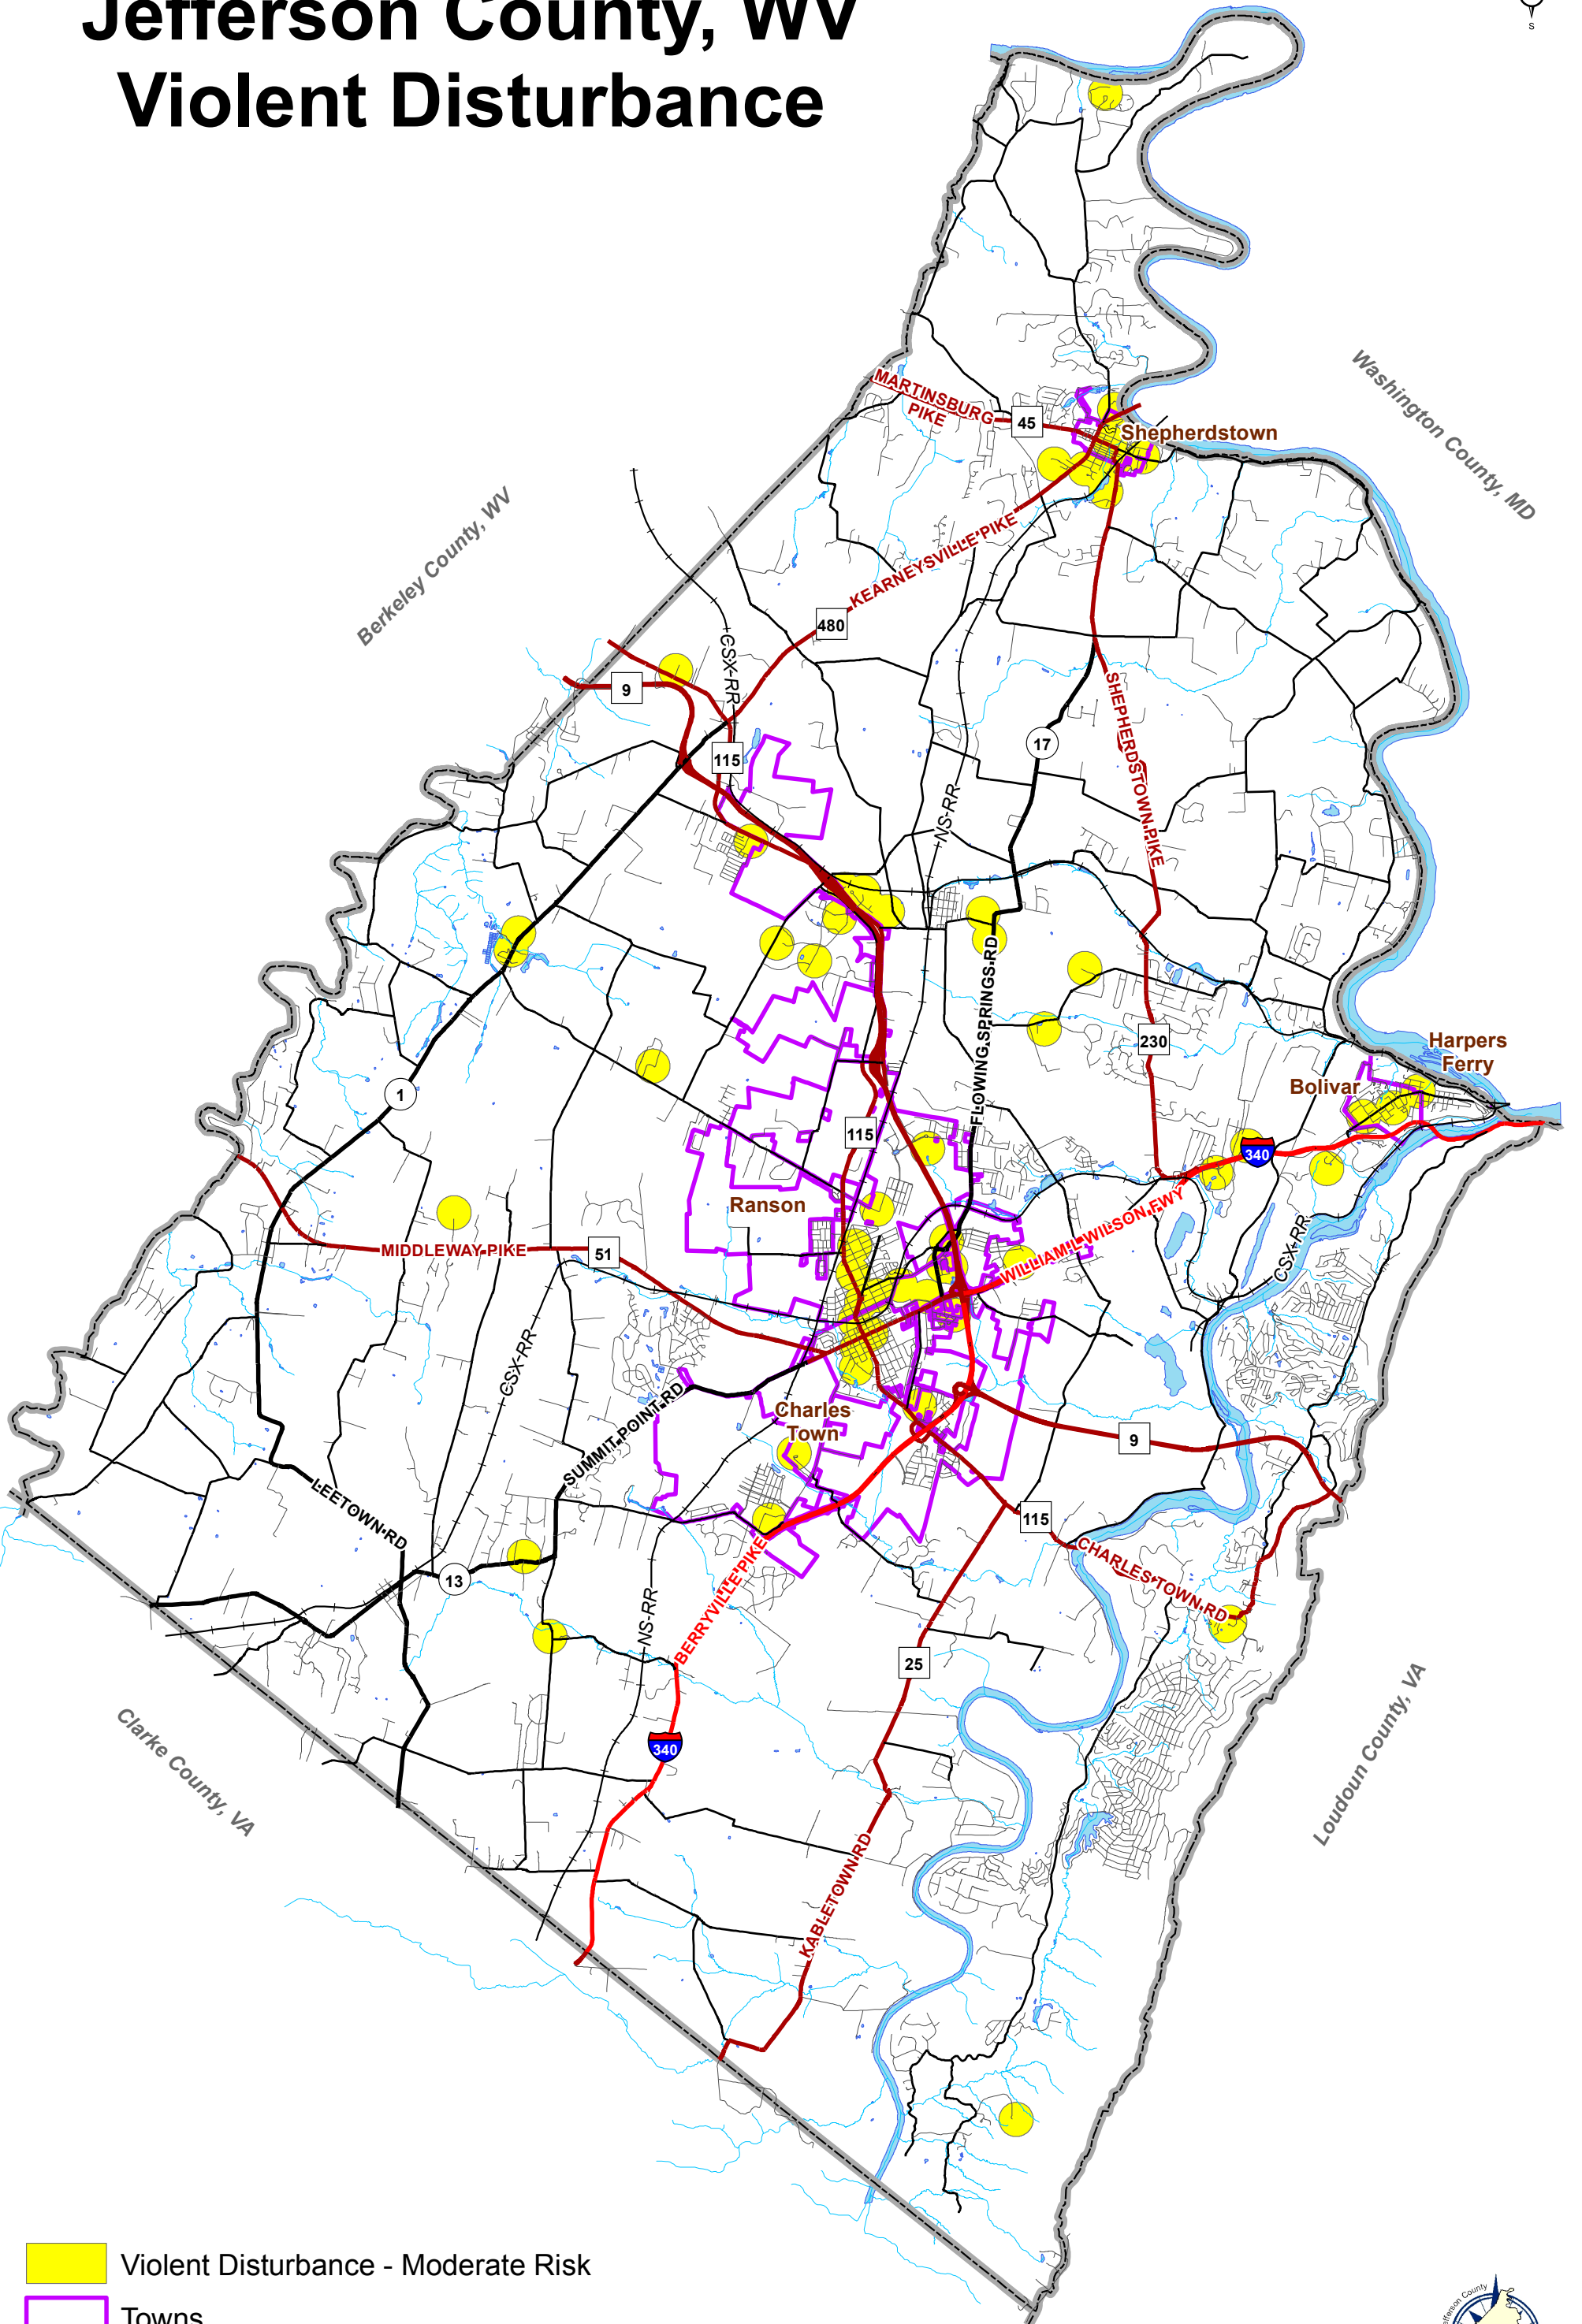 Jefferson County, WV
Violent Disturbance
S
Washington County, MD
MARTINSBURG
PIKE
45
Shepherdstown
Berkeley County, WV
KEARNEYSVILLE PIKE
480
CSX-RR
9
SHEPHERDSTOWN PIKE
17
115
NS-RR
FLOWING SPRINGS RD
230
Harpers
Ferry
Bolivar
1
115
340
Ranson
WILLIAM L WILSON FWY
CSX-RR
MIDDLEWAY PIKE
51
CSX-RR
SUMMIT POINT RD
Charles
Town
9
LEETOWN RD
115
13
CHARLES TOWN RD
NS-RR
BERRYVILLE PIKE
25
Clarke County, VA
Loudoun County, VA
340
KABLETOWN RD
Violent Disturbance - Moderate Risk
Towns
Jefferson County